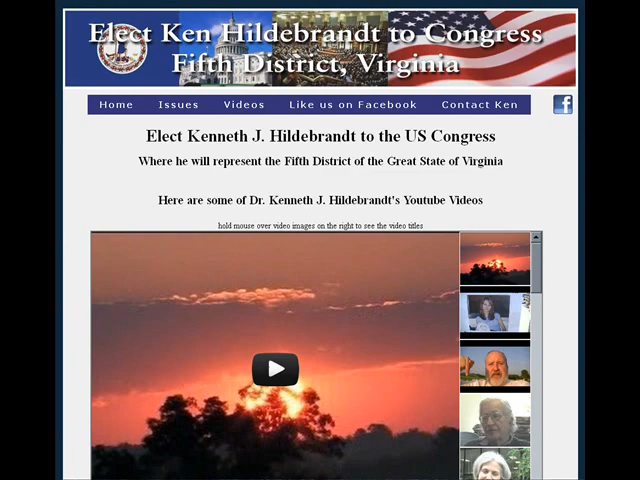 Elect Ken Hildebrandt to Congress
Fifth District, Virginia
Home Issues Videos Like us on Facebook Contact Ken
f
Elect Kenneth J. Hildebrandt to the US Congress
Where he will represent the Fifth District of the Great State of Virginia
Here are some of Dr. Kenneth J. Hildebrandt's Youtube Videos
hold mouse over video images on the right to see the video titles